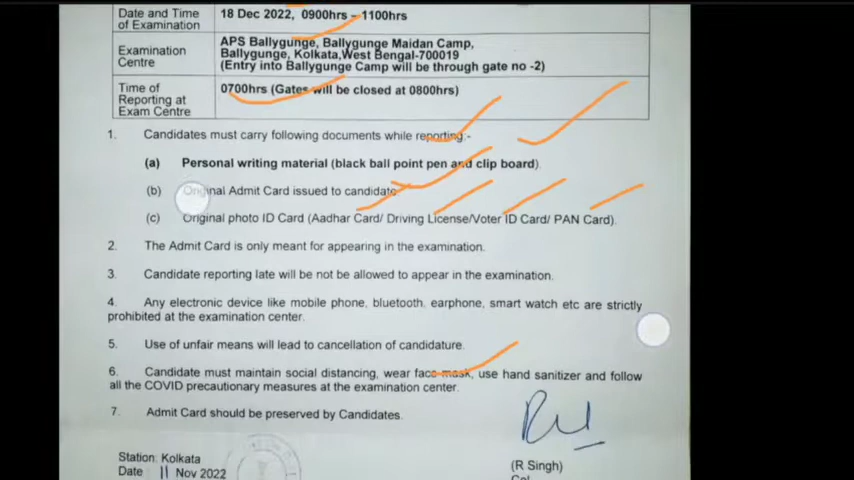 Date and Time 18 Dec 2022, 0900hrs – 1100hrs
of Examination
Examination
Centre
APS Ballygunge, Ballygunge Maidan Camp,
Ballygunge, Kolkata,West Bengal-700019
(Entry into Ballygunge Camp will be through gate no -2)
Time of
Reporting at
Exam Centre
0700hrs (Gates will be closed at 0800hrs)
1. Candidates must carry following documents while reporting:-
(a) Personal writing material (black ball point pen and clip board).
(b) Original Admit Card issued to candidate
(c) Original photo ID Card (Aadhar Card/ Driving License/Voter ID Card/ PAN Card).
2. The Admit Card is only meant for appearing in the examination.
3. Candidate reporting late will be not be allowed to appear in the examination.
4. Any electronic device like mobile phone, bluetooth, earphone, smart watch etc are strictly
prohibited at the examination center.
5. Use of unfair means will lead to cancellation of candidature.
6. Candidate must maintain social distancing, wear face mask, use hand sanitizer and follow
all the COVID precautionary measures at the examination center.
7. Admit Card should be preserved by Candidates.
Station: Kolkata
Date 11 Nov 2022
(R Singh)
Col